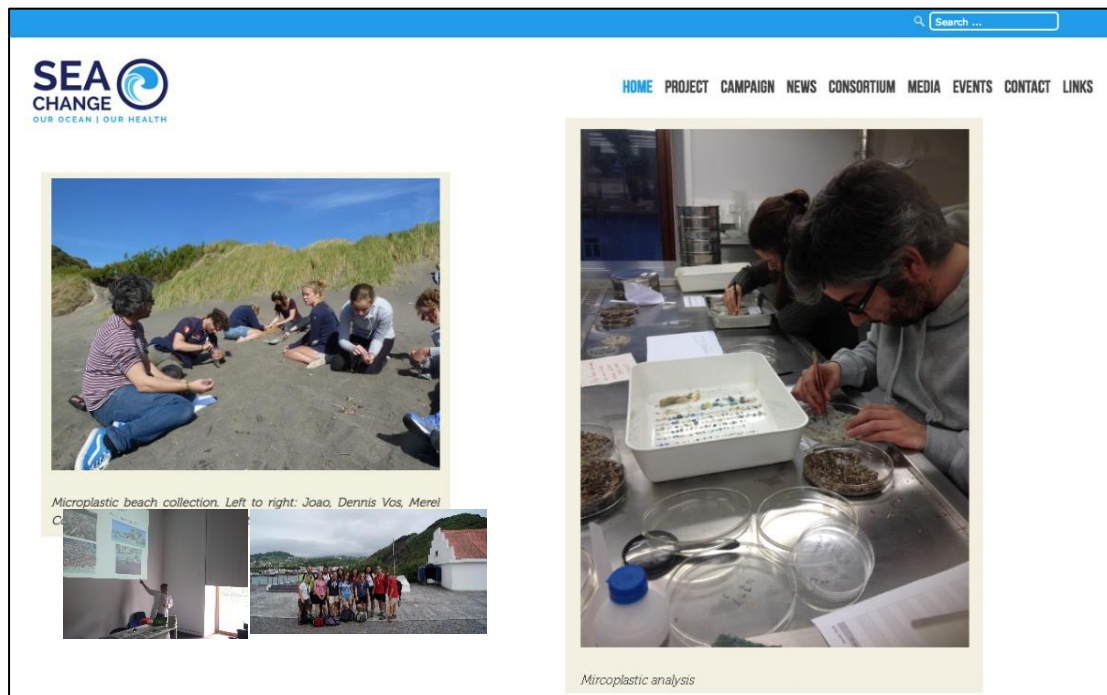 Search ...
SEA
CHANGE
OUR OCEAN | OUR HEALTH
HOME PROJECT CAMPAIGN NEWS CONSORTIUM MEDIA EVENTS CONTACT LINKS
Microplastic beach collection. Left to right: Joao, Dennis Vos, Merel
Mircoplastic analysis